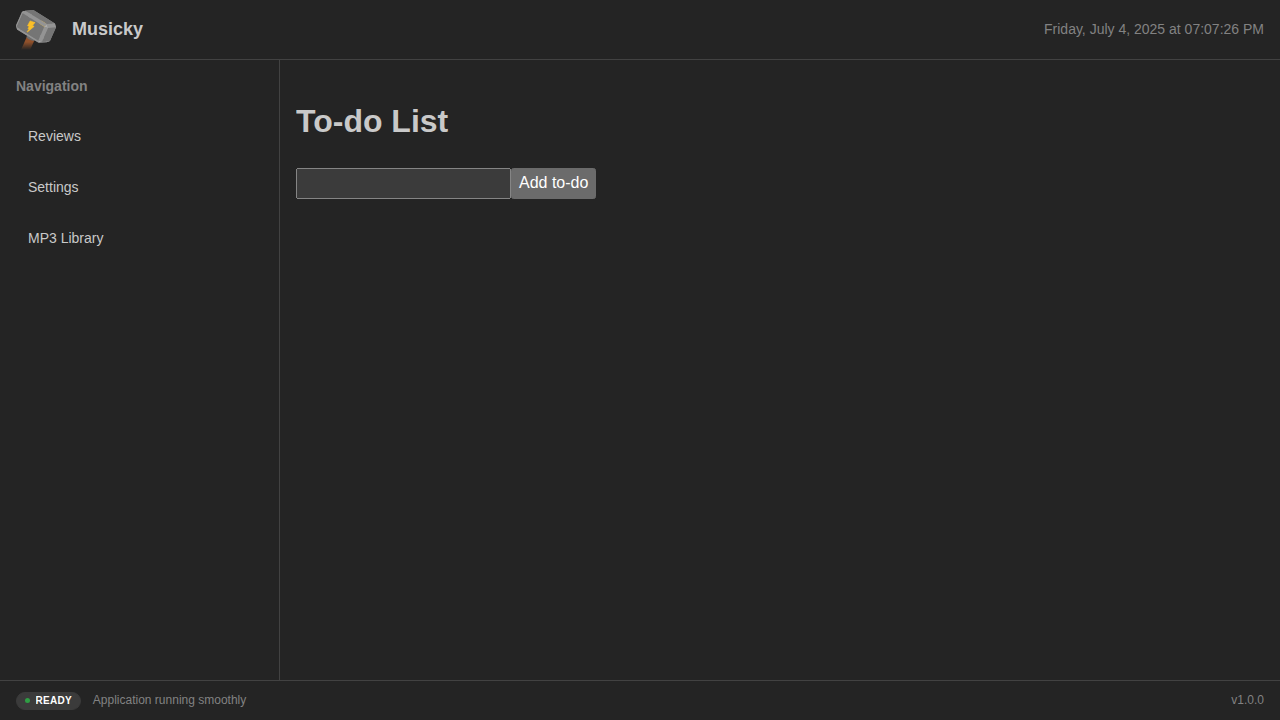 Musicky
Friday, July 4, 2025 at 07:07:26 PM
Navigation
Reviews
Settings
MP3 Library
To-do List
Add to-do
READY
Application running smoothly
v1.0.0